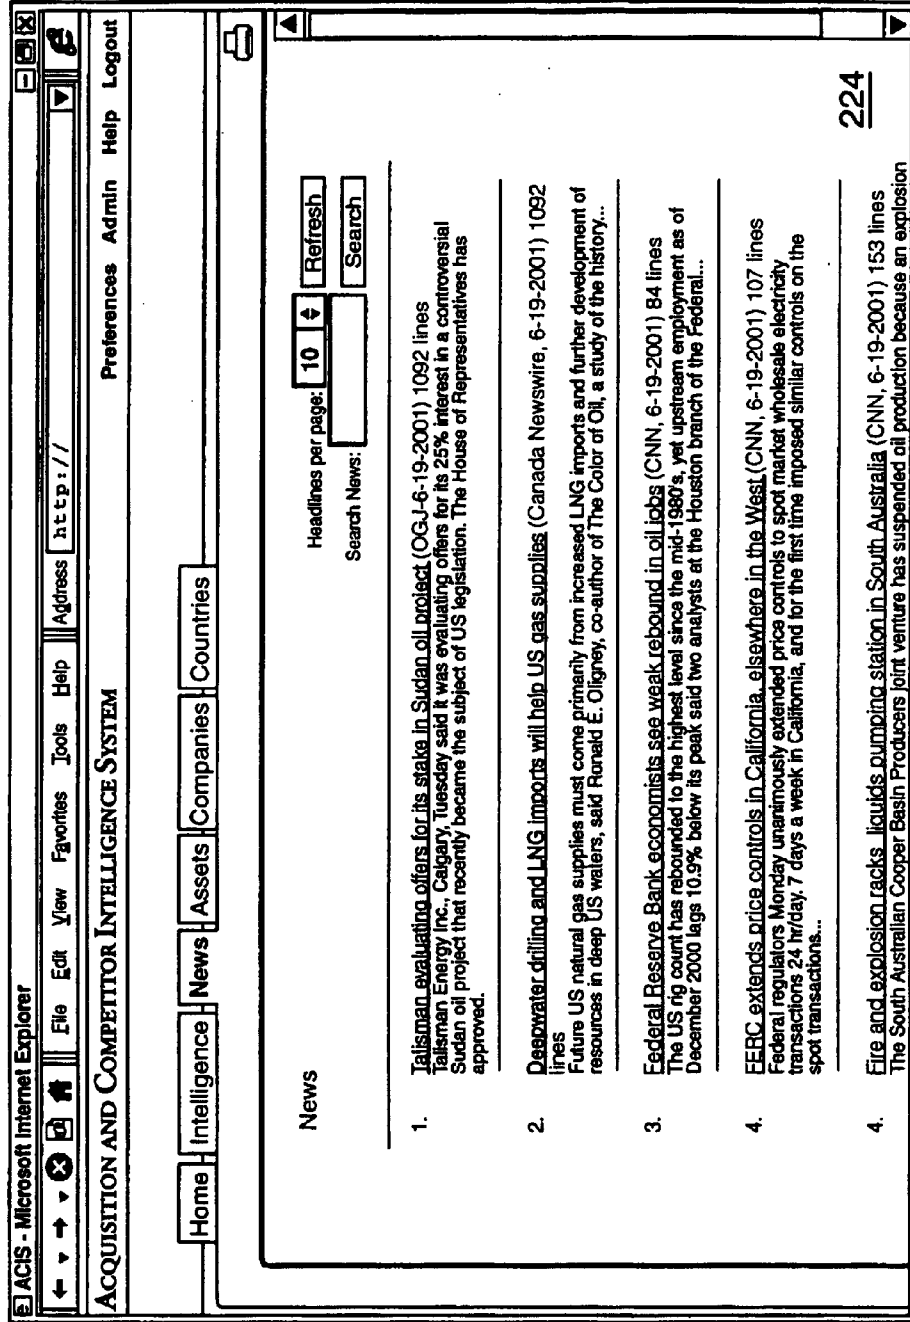 ACIS - Microsoft Internet Explorer
File Edit View Favorites Tools Help Address http://
ACQUISITION AND COMPETITOR INTELLIGENCE SYSTEM Preferences Admin Help Logout
Home Intelligence News Assets Companies Countries
News
Headlines per page: 10 Refresh
Search News: Search
1. Talisman evaluating offers for its stake in Sudan oil project (OGJ-6-19-2001) 1092 lines
Talisman Energy Inc., Calgary, Tuesday said it was evaluating offers for its 25% interest in a controversial
Sudan oil project that recently became the subject of US legislation. The House of Representatives has
approved.
2. Deepwater drilling and LNG imports will help US gas supplies (Canada Newswire, 6-19-2001) 1092
lines
Future US natural gas supplies must come primarily from increased LNG imports and further development of
resources in deep US waters, said Ronald E. Oligney, co-author of The Color of Oil, a study of the history...
3. Federal Reserve Bank economists see weak rebound in oil jobs (CNN, 6-19-2001) 84 lines
The US rig count has rebounded to the highest level since the mid-1980's, yet upstream employment as of
December 2000 lags 10.9% below its peak said two analysts at the Houston branch of the Federal...
4. FERC extends price controls in California, elsewhere in the West (CNN, 6-19-2001) 107 lines
Federal regulators Monday unanimously extended price controls to spot market wholesale electricity
transactions 24 hr/day. 7 days a week in California, and for the first time imposed similar controls on the
spot transactions...
4. Fire and explosion racks liquids pumping station in South Australia (CNN, 6-19-2001) 153 lines
The South Australian Cooper Basin Producers joint venture has suspended oil production because an explosion
224